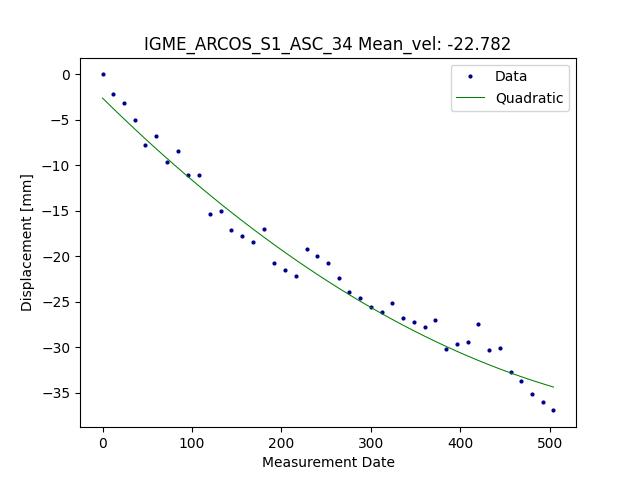 IGME_ARCOS_S1_ASC_34 Mean_vel: -22.782
Data
Quadratic
0
−5
−10
−15
−20
−25
−30
−35
Displacement [mm]
0 100 200 300 400 500
Measurement Date